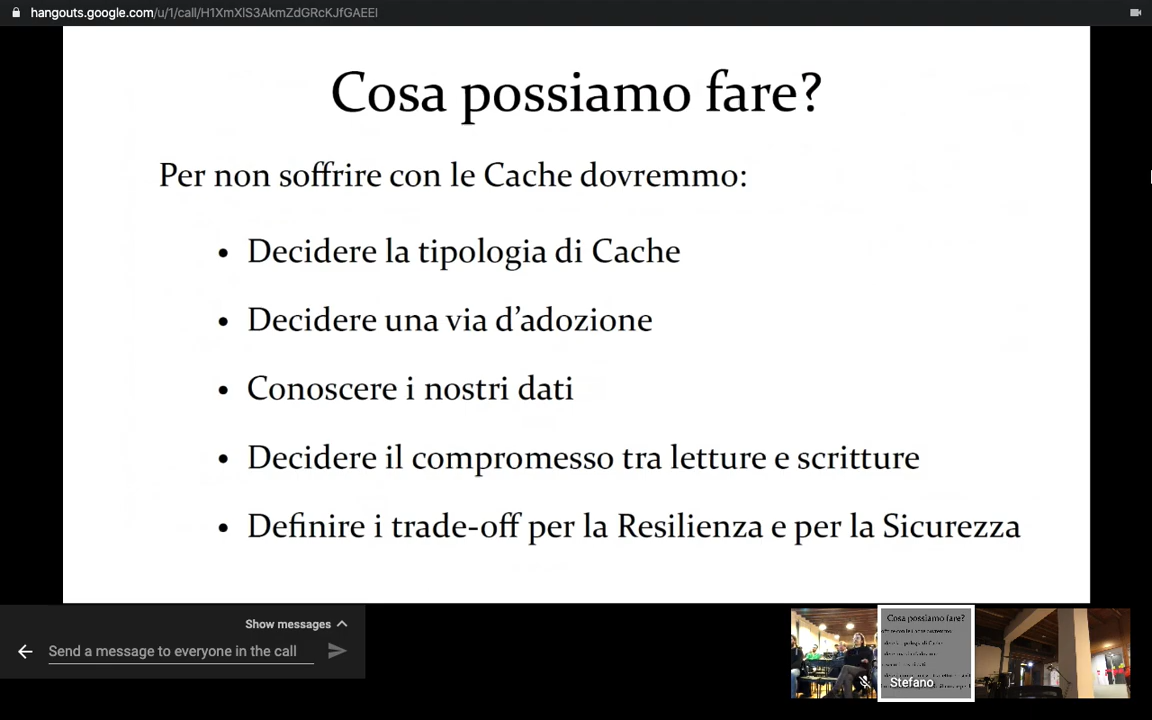 hangouts.google.com/u/1/call/H1XmXlS3AkmZdGRcKJfGAEEI
Cosa possiamo fare?
Per non soffrire con le Cache dovremmo:
• Decidere la tipologia di Cache
• Decidere una via d’adozione
• Conoscere i nostri dati
• Decidere il compromesso tra letture e scritture
• Definire i trade-off per la Resilienza e per la Sicurezza
Show messages
Send a message to everyone in the call
Cosa possiamo fare?
Stefano